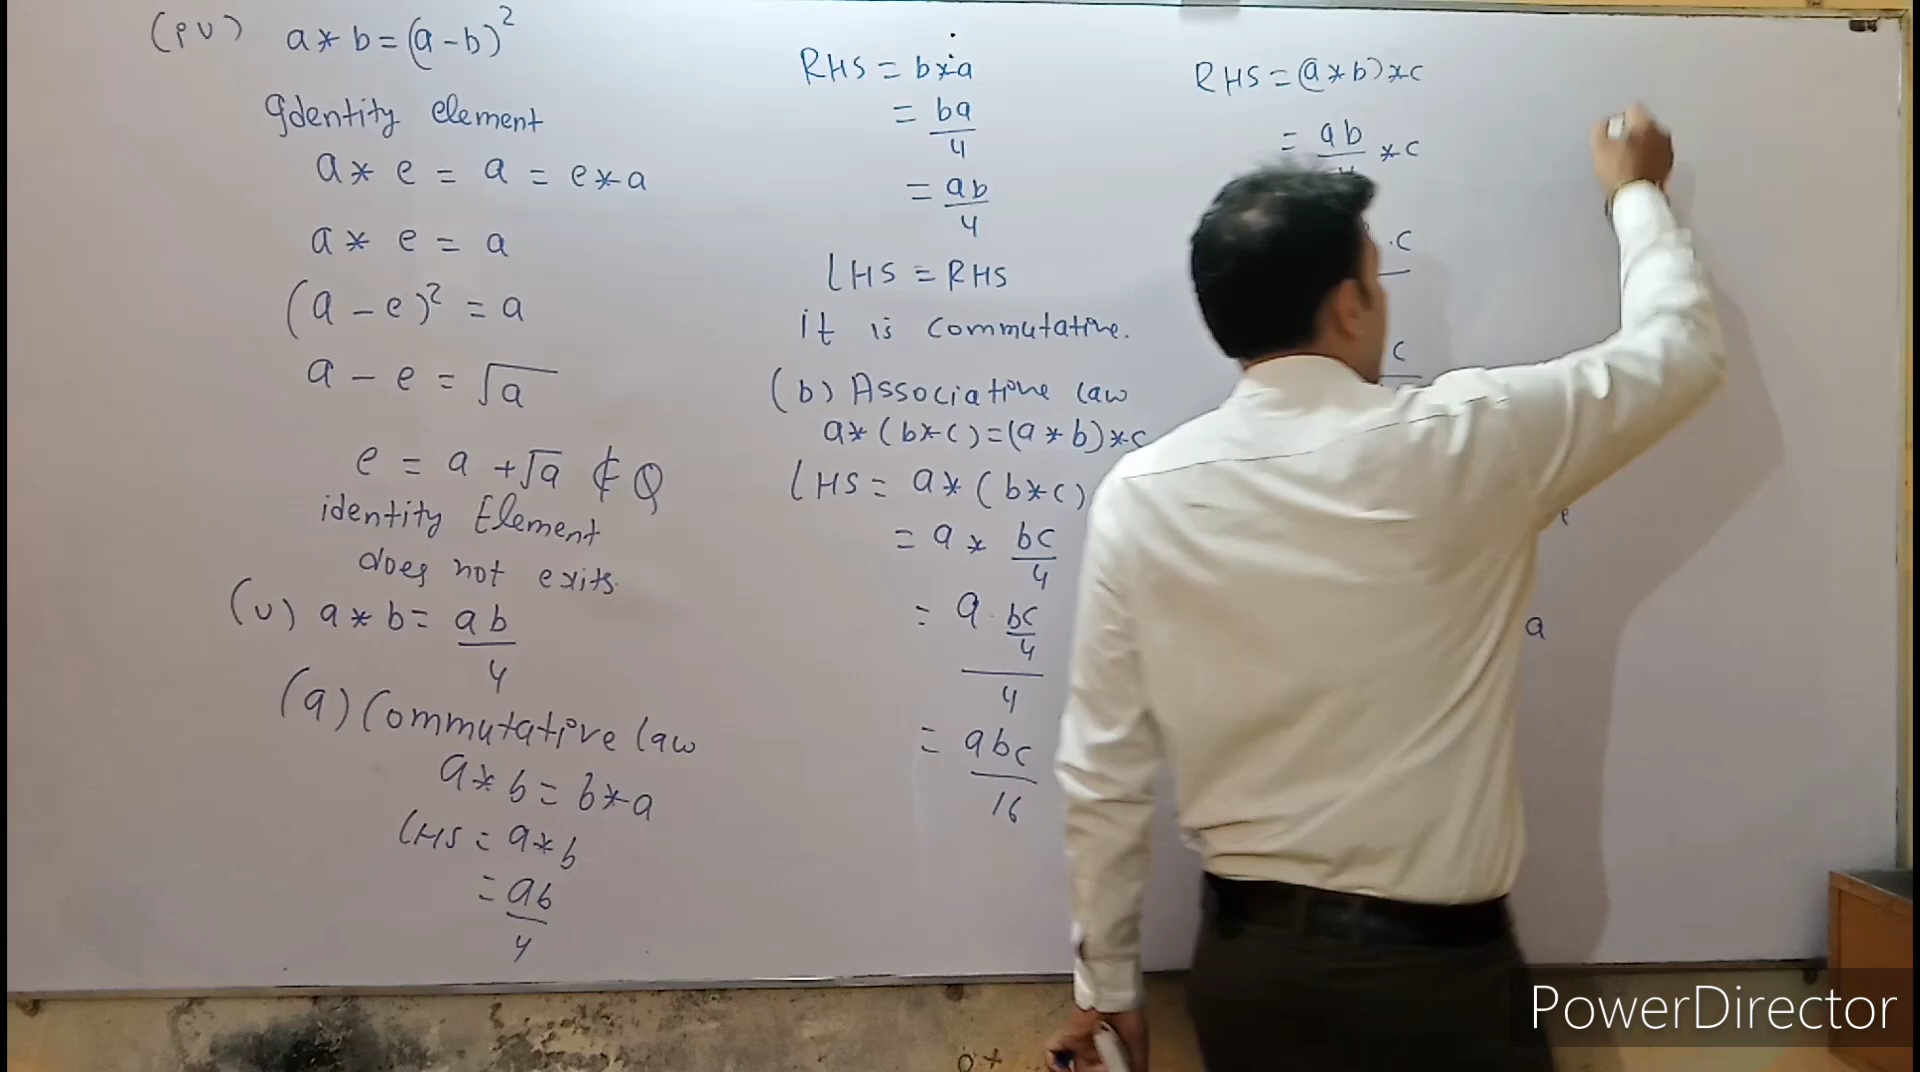 (iv) a * b = (a - b)²
Identity element
a * e = a = e * a
a * e = a
(a - e)² = a
a - e = √a
e = a + √a ∉ Q
identity Element
does not exits.
(v) a * b = ab/4
(a) Commutative law
a * b = b * a
LHS = a * b
= ab/4
RHS = b * a
= ba/4
= ab/4
LHS = RHS
it is commutative.
(b) Associative law
a * (b * c) = (a * b) * c
LHS = a * (b * c)
= a * bc/4
= a · bc/4 / 4
= abc/16
RHS = (a * b) * c
= ab * c
· c
c
e
a
PowerDirector